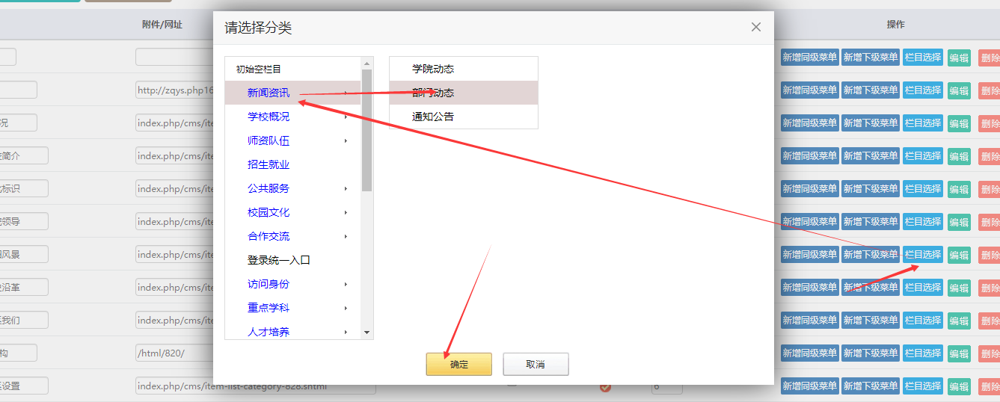 请选择分类
附件/网址
操作
初始空栏目
新闻资讯
学校概况
师资队伍
招生就业
公共服务
校园文化
合作交流
登录统一入口
访问身份
重点学科
人才培养
学院动态
部门动态
通知公告
确定
取消
新增同级菜单 新增下级菜单 栏目选择 编辑 删除
http://zqys.php16
新增同级菜单 新增下级菜单 栏目选择 编辑 删除
况 index.php/cms/ite
新增同级菜单 新增下级菜单 栏目选择 编辑 删除
简介 index.php/cms/ite
新增同级菜单 新增下级菜单 栏目选择 编辑 删除
标识 index.php/cms/ite
新增同级菜单 新增下级菜单 栏目选择 编辑 删除
领导 index.php/cms/ite
新增同级菜单 新增下级菜单 栏目选择 编辑 删除
风景 index.php/cms/ite
新增同级菜单 新增下级菜单 栏目选择 编辑 删除
沿革 index.php/cms/ite
新增同级菜单 新增下级菜单 栏目选择 编辑 删除
我们 index.php/cms/ite
新增同级菜单 新增下级菜单 栏目选择 编辑 删除
构 /html/820/
新增同级菜单 新增下级菜单 栏目选择 编辑 删除
设置 index.php/cms/item-list-category-828.shtml 6
新增同级菜单 新增下级菜单 栏目选择 编辑 删除